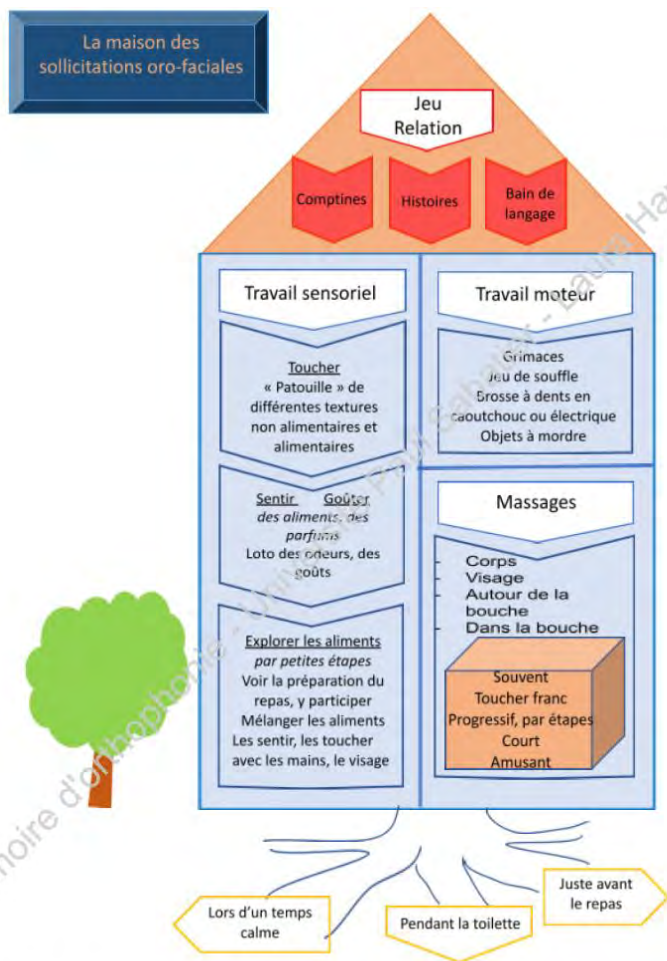 La maison des
sollicitations oro-faciales
Jeu
Relation
Comptines
Histoires
Bain de
langage
Travail sensoriel
Toucher
« Patouille » de
différentes textures
non alimentaires et
alimentaires
Sentir Goûter
des aliments, des
parfums
Loto des odeurs, des
goûts
Explorer les aliments
par petites étapes
Voir la préparation du
repas, y participer
Mélanger les aliments
Les sentir, les toucher
avec les mains, le visage
Travail moteur
Grimaces
Jeu de souffle
Brosse à dents en
caoutchouc ou électrique
Objets à mordre
Massages
Corps
Visage
Autour de la
bouche
Dans la bouche
Souvent
Toucher franc
Progressif, par étapes
Court
Amusant
Lors d'un temps
calme
Pendant la toilette
Juste avant
le repas
d'orthophonie - Université Paul Sabatier - Laura